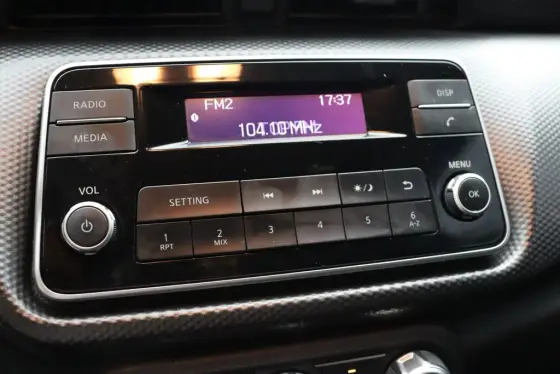 RADIO
MEDIA
FM2 17:37
104.0 MHz
DISP
VOL
MENU
OK
SETTING
1 RPT
2 MIX
3
4
5
6 A-Z